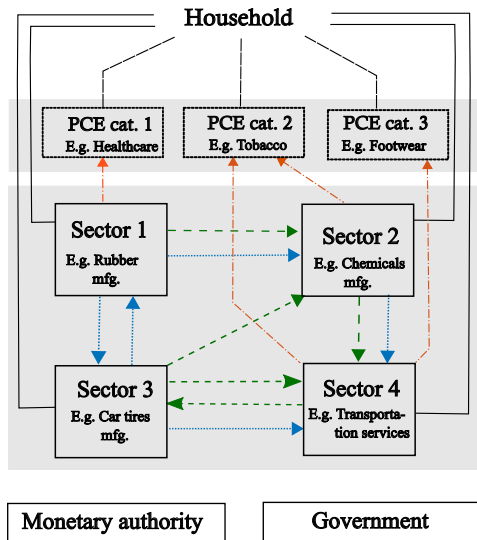 Household
PCE cat. 1
E.g. Healthcare
PCE cat. 2
E.g. Tobacco
PCE cat. 3
E.g. Footwear
Sector 1
E.g. Rubber
mfg.
Sector 2
E.g. Chemicals
mfg.
Sector 3
E.g. Car tires
mfg.
Sector 4
E.g. Transporta-
tion services
Monetary authority
Government